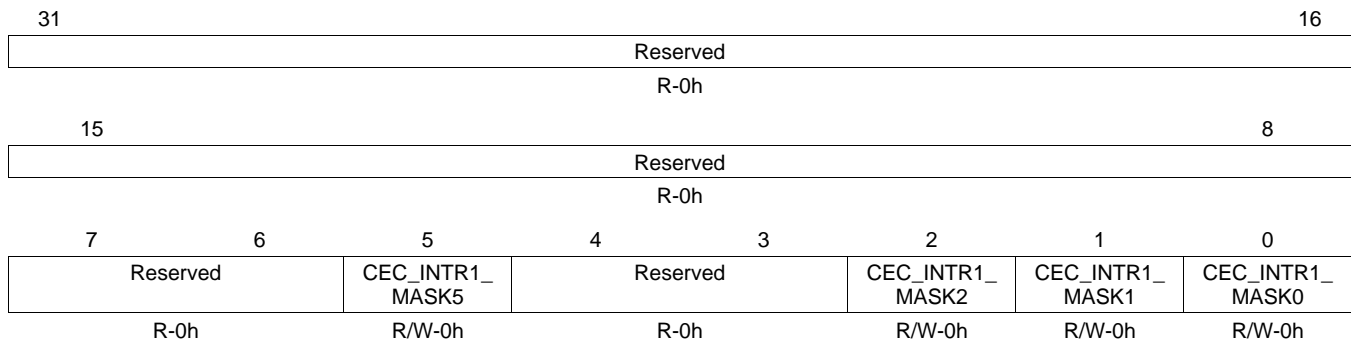 31 16
Reserved
R-0h
15 8
Reserved
R-0h
7 6 5 4 3 2 1 0
Reserved CEC_INTR1_ Reserved CEC_INTR1_ CEC_INTR1_ CEC_INTR1_
MASK5 MASK2 MASK1 MASK0
R-0h R/W-0h R-0h R/W-0h R/W-0h R/W-0h